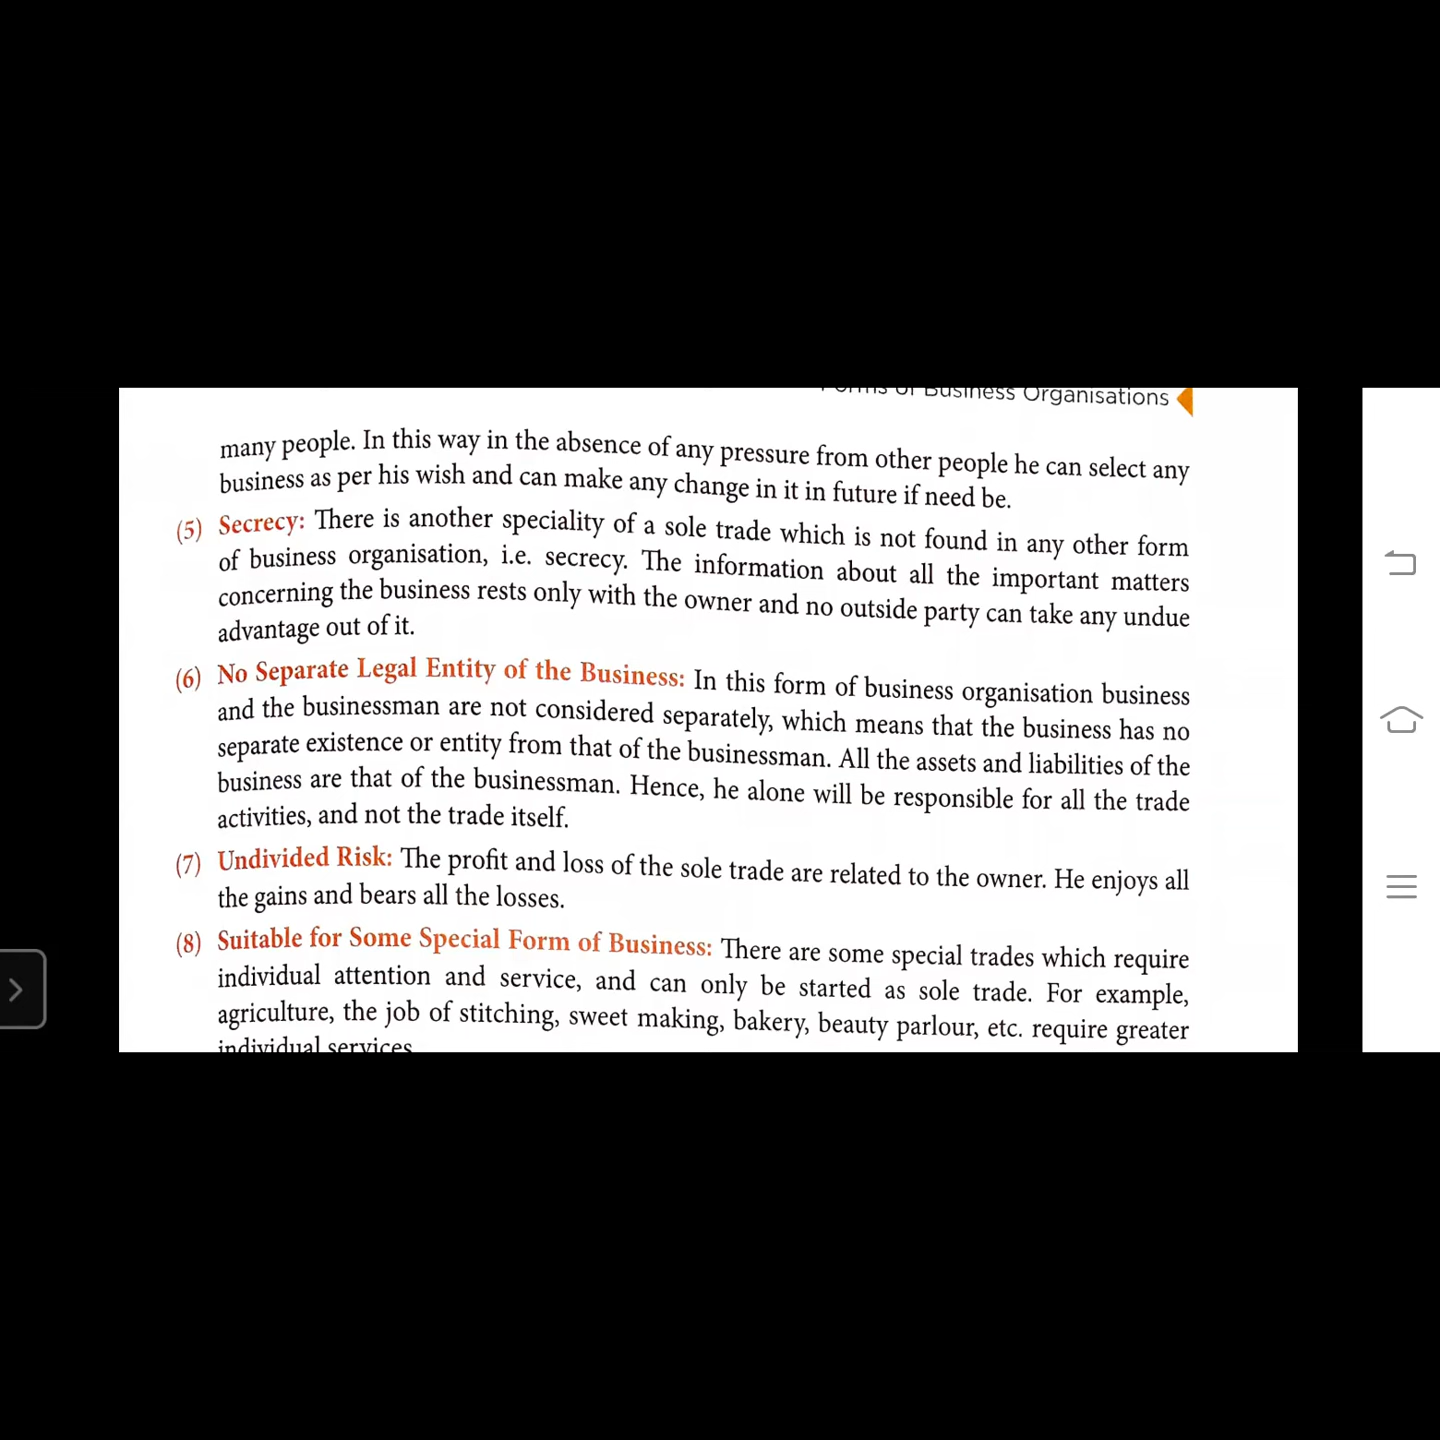 Forms of Business Organisations
many people. In this way in the absence of any pressure from other people he can select any
business as per his wish and can make any change in it in future if need be.
(5) Secrecy: There is another speciality of a sole trade which is not found in any other form
of business organisation, i.e. secrecy. The information about all the important matters
concerning the business rests only with the owner and no outside party can take any undue
advantage out of it.
(6) No Separate Legal Entity of the Business: In this form of business organisation business
and the businessman are not considered separately, which means that the business has no
separate existence or entity from that of the businessman. All the assets and liabilities of the
business are that of the businessman. Hence, he alone will be responsible for all the trade
activities, and not the trade itself.
(7) Undivided Risk: The profit and loss of the sole trade are related to the owner. He enjoys all
the gains and bears all the losses.
(8) Suitable for Some Special Form of Business: There are some special trades which require
individual attention and service, and can only be started as sole trade. For example,
agriculture, the job of stitching, sweet making, bakery, beauty parlour, etc. require greater
individual services